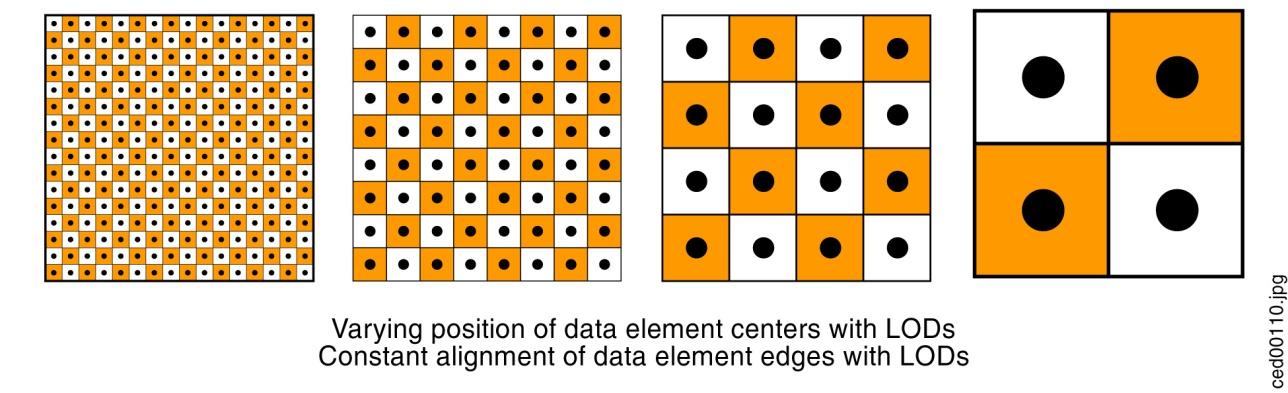 Varying position of data element centers with LODs
Constant alignment of data element edges with LODs
ced00110.jpg